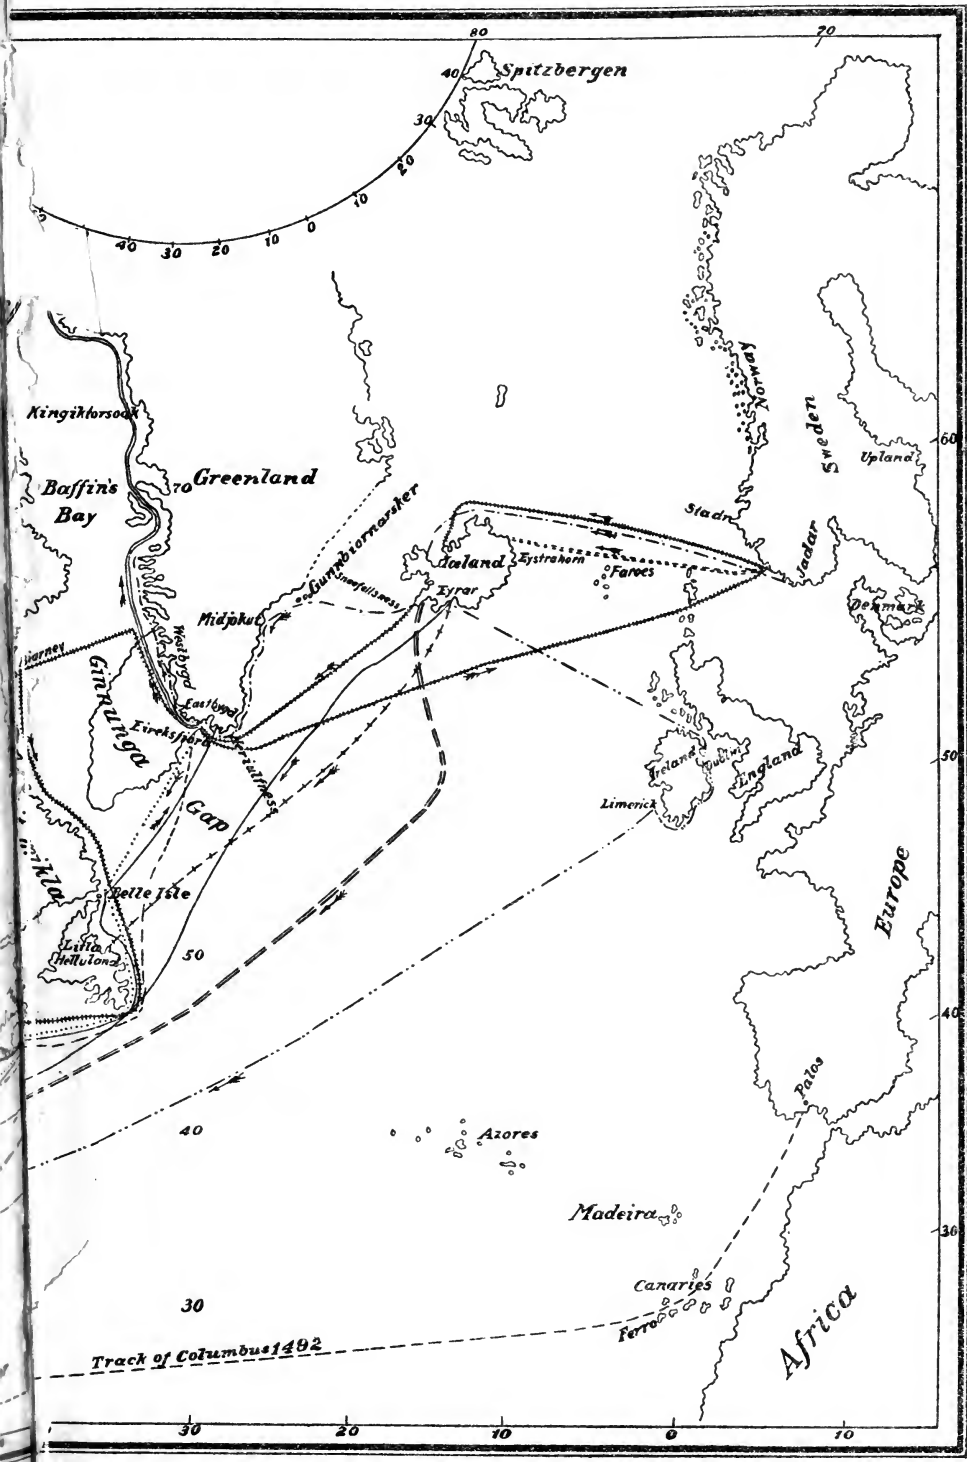 80
70
40
Spitzbergen
30
20
10
0
10
20
30
40
Norway
Kingiktorsoak
Sweden
60
Upland
70
Greenland
Baffin's
Bay
Stadr
Jadar
Gunnbiornarsker
Iceland
Eystrahorn
Faroes
Snoefellsness
Eyrar
Denmark
Midjokul
Westbygd
Ginnunga
Eastbygd
Eireksfjord
Gap
50
Ireland
Dublin
England
Limerick
Belle Isle
Europe
Litla
Helluland
50
40
Palos
40
Azores
Madeira
30
Canaries
Ferro
30
Africa
Track of Columbus 1492
30
20
10
0
10